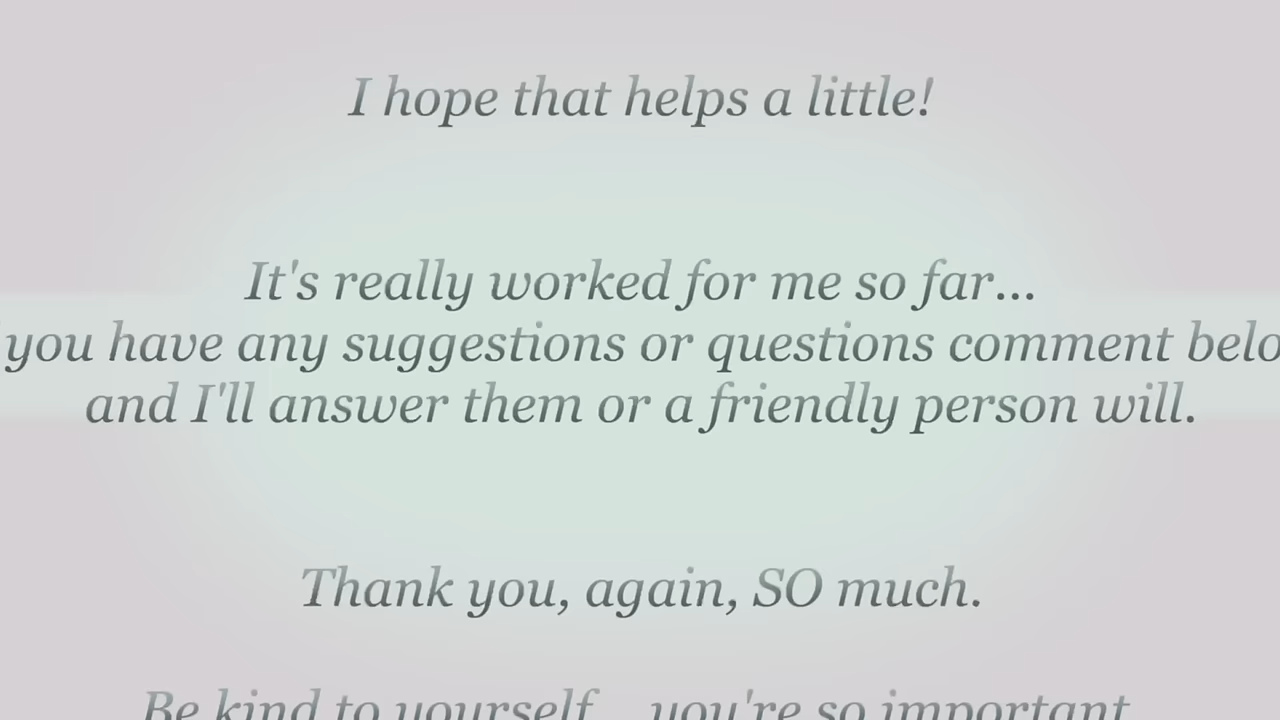 I hope that helps a little!
It's really worked for me so far...
you have any suggestions or questions comment belo
and I'll answer them or a friendly person will.
Thank you, again, SO much.
Be kind to yourself... you're so important